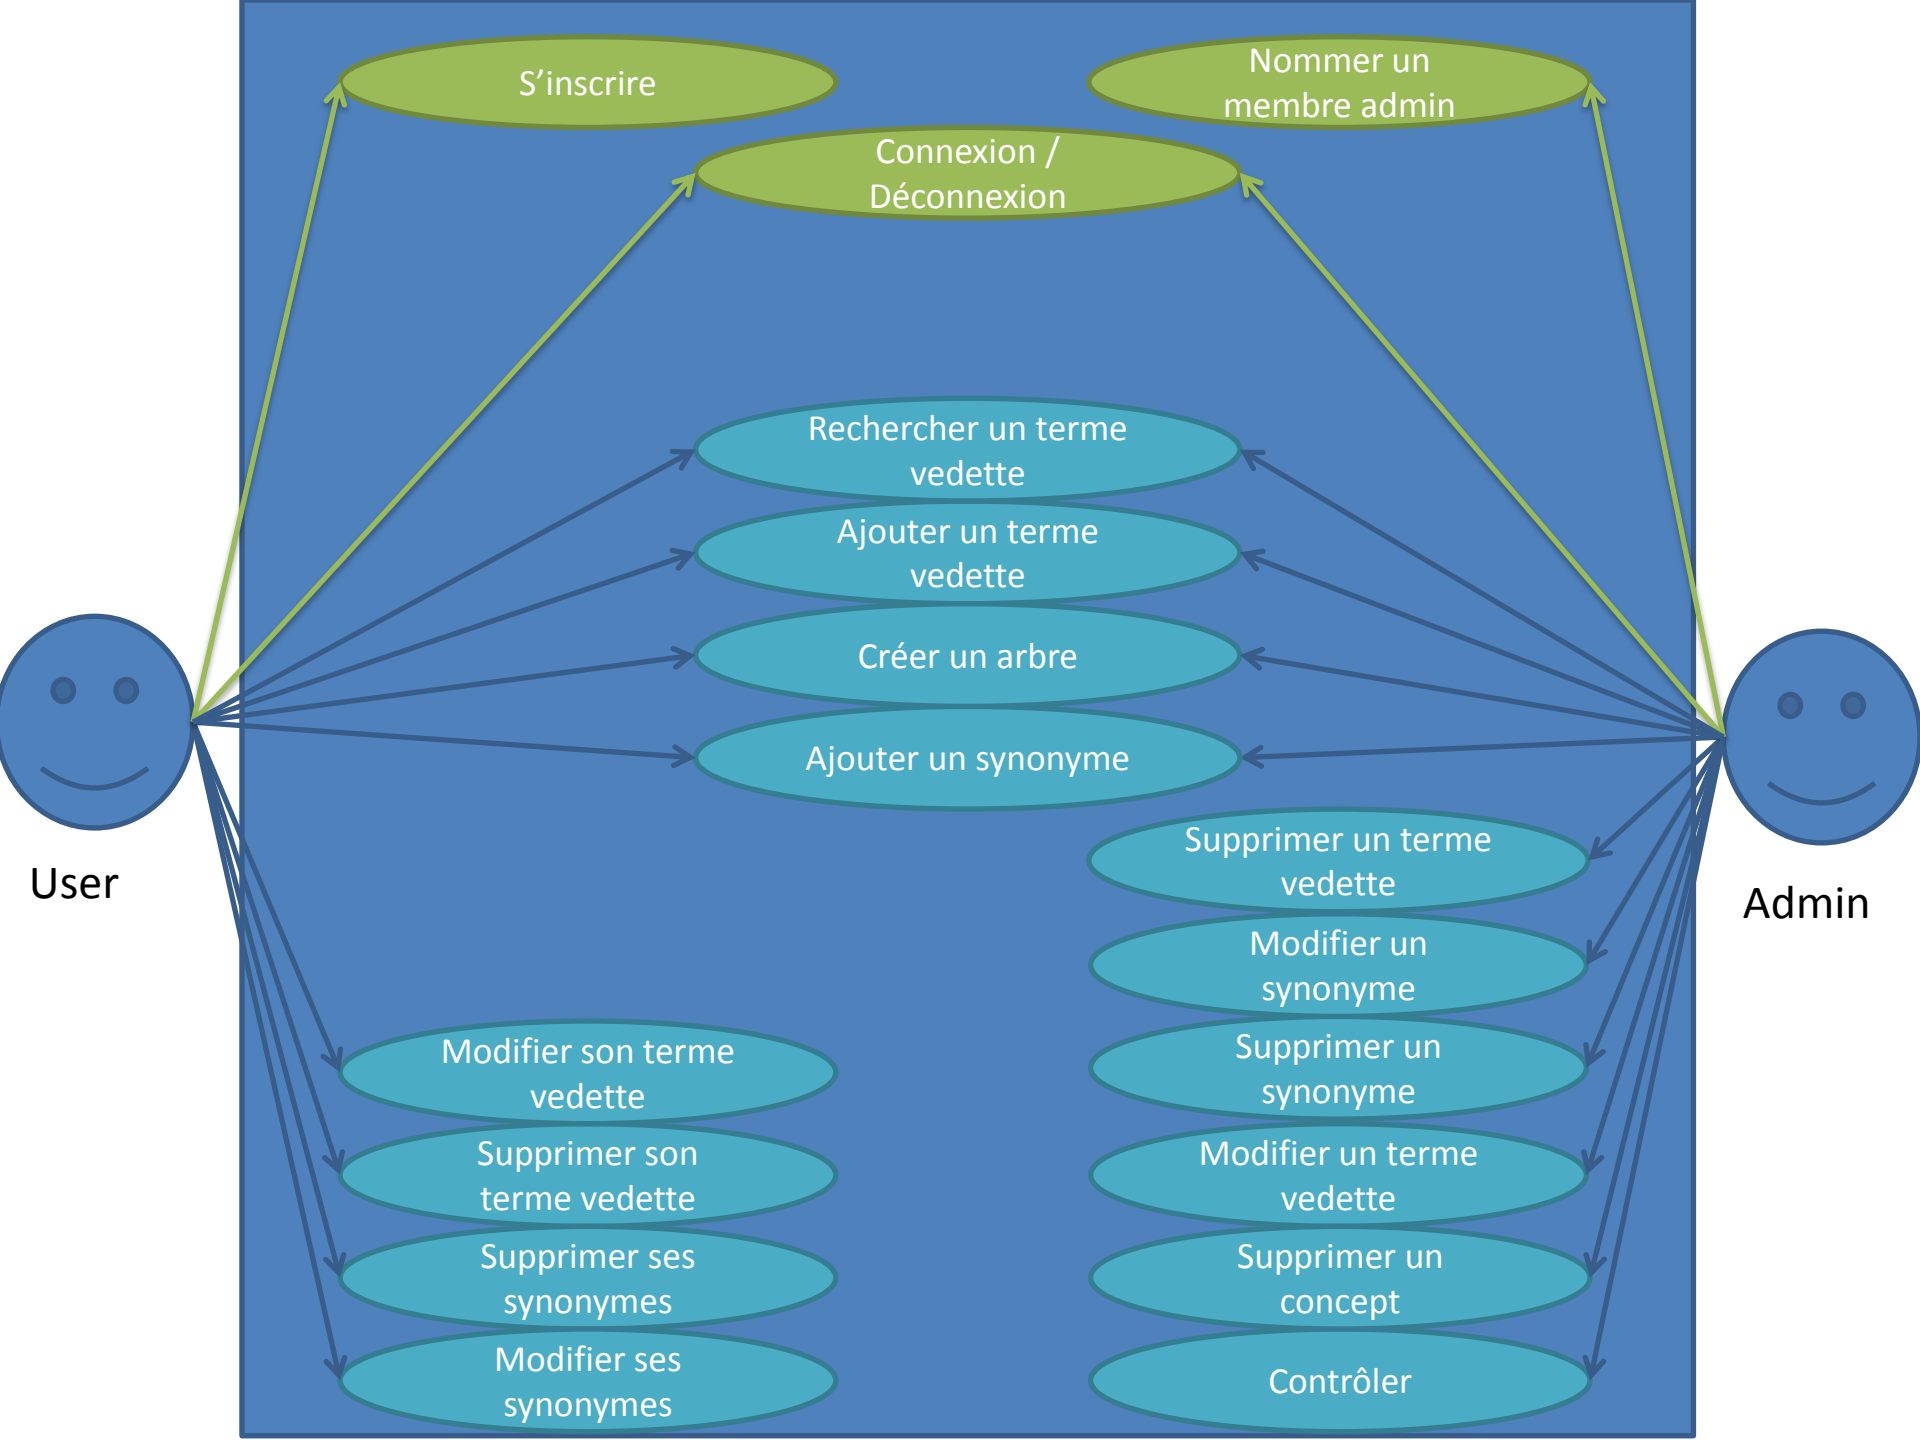 S’inscrire
Nommer un
membre admin
Connexion /
Déconnexion
Rechercher un terme
vedette
Ajouter un terme
vedette
Créer un arbre
Ajouter un synonyme
User
Admin
Supprimer un terme
vedette
Modifier un
synonyme
Supprimer un
synonyme
Modifier un terme
vedette
Supprimer un
concept
Contrôler
Modifier son terme
vedette
Supprimer son
terme vedette
Supprimer ses
synonymes
Modifier ses
synonymes